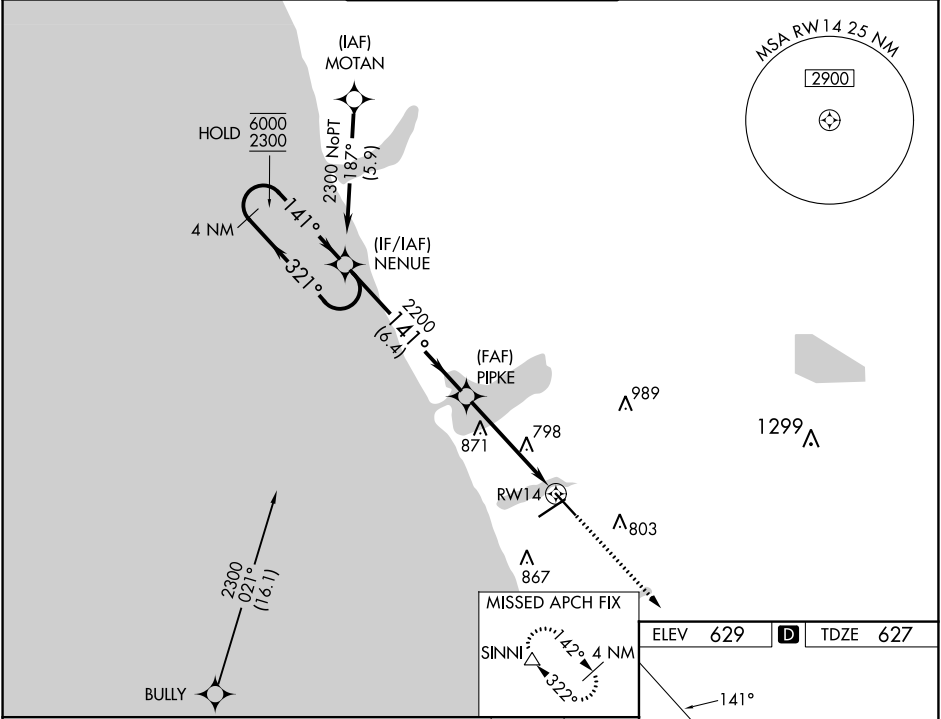 (IAF)
MOTAN
MSA RW14 25 NM
2900
HOLD 6000
2300
2300 NoPT
187°
(5.9)
4 NM
141°
321°
(IF/IAF)
NENUE
2200
141°
(6.4)
(FAF)
PIPKE
989
871
798
1299
RW14
803
867
2300
021°
(16.1)
BULLY
MISSED APCH FIX
SINNI
142°
4 NM
322°
ELEV 629 D TDZE 627
141°